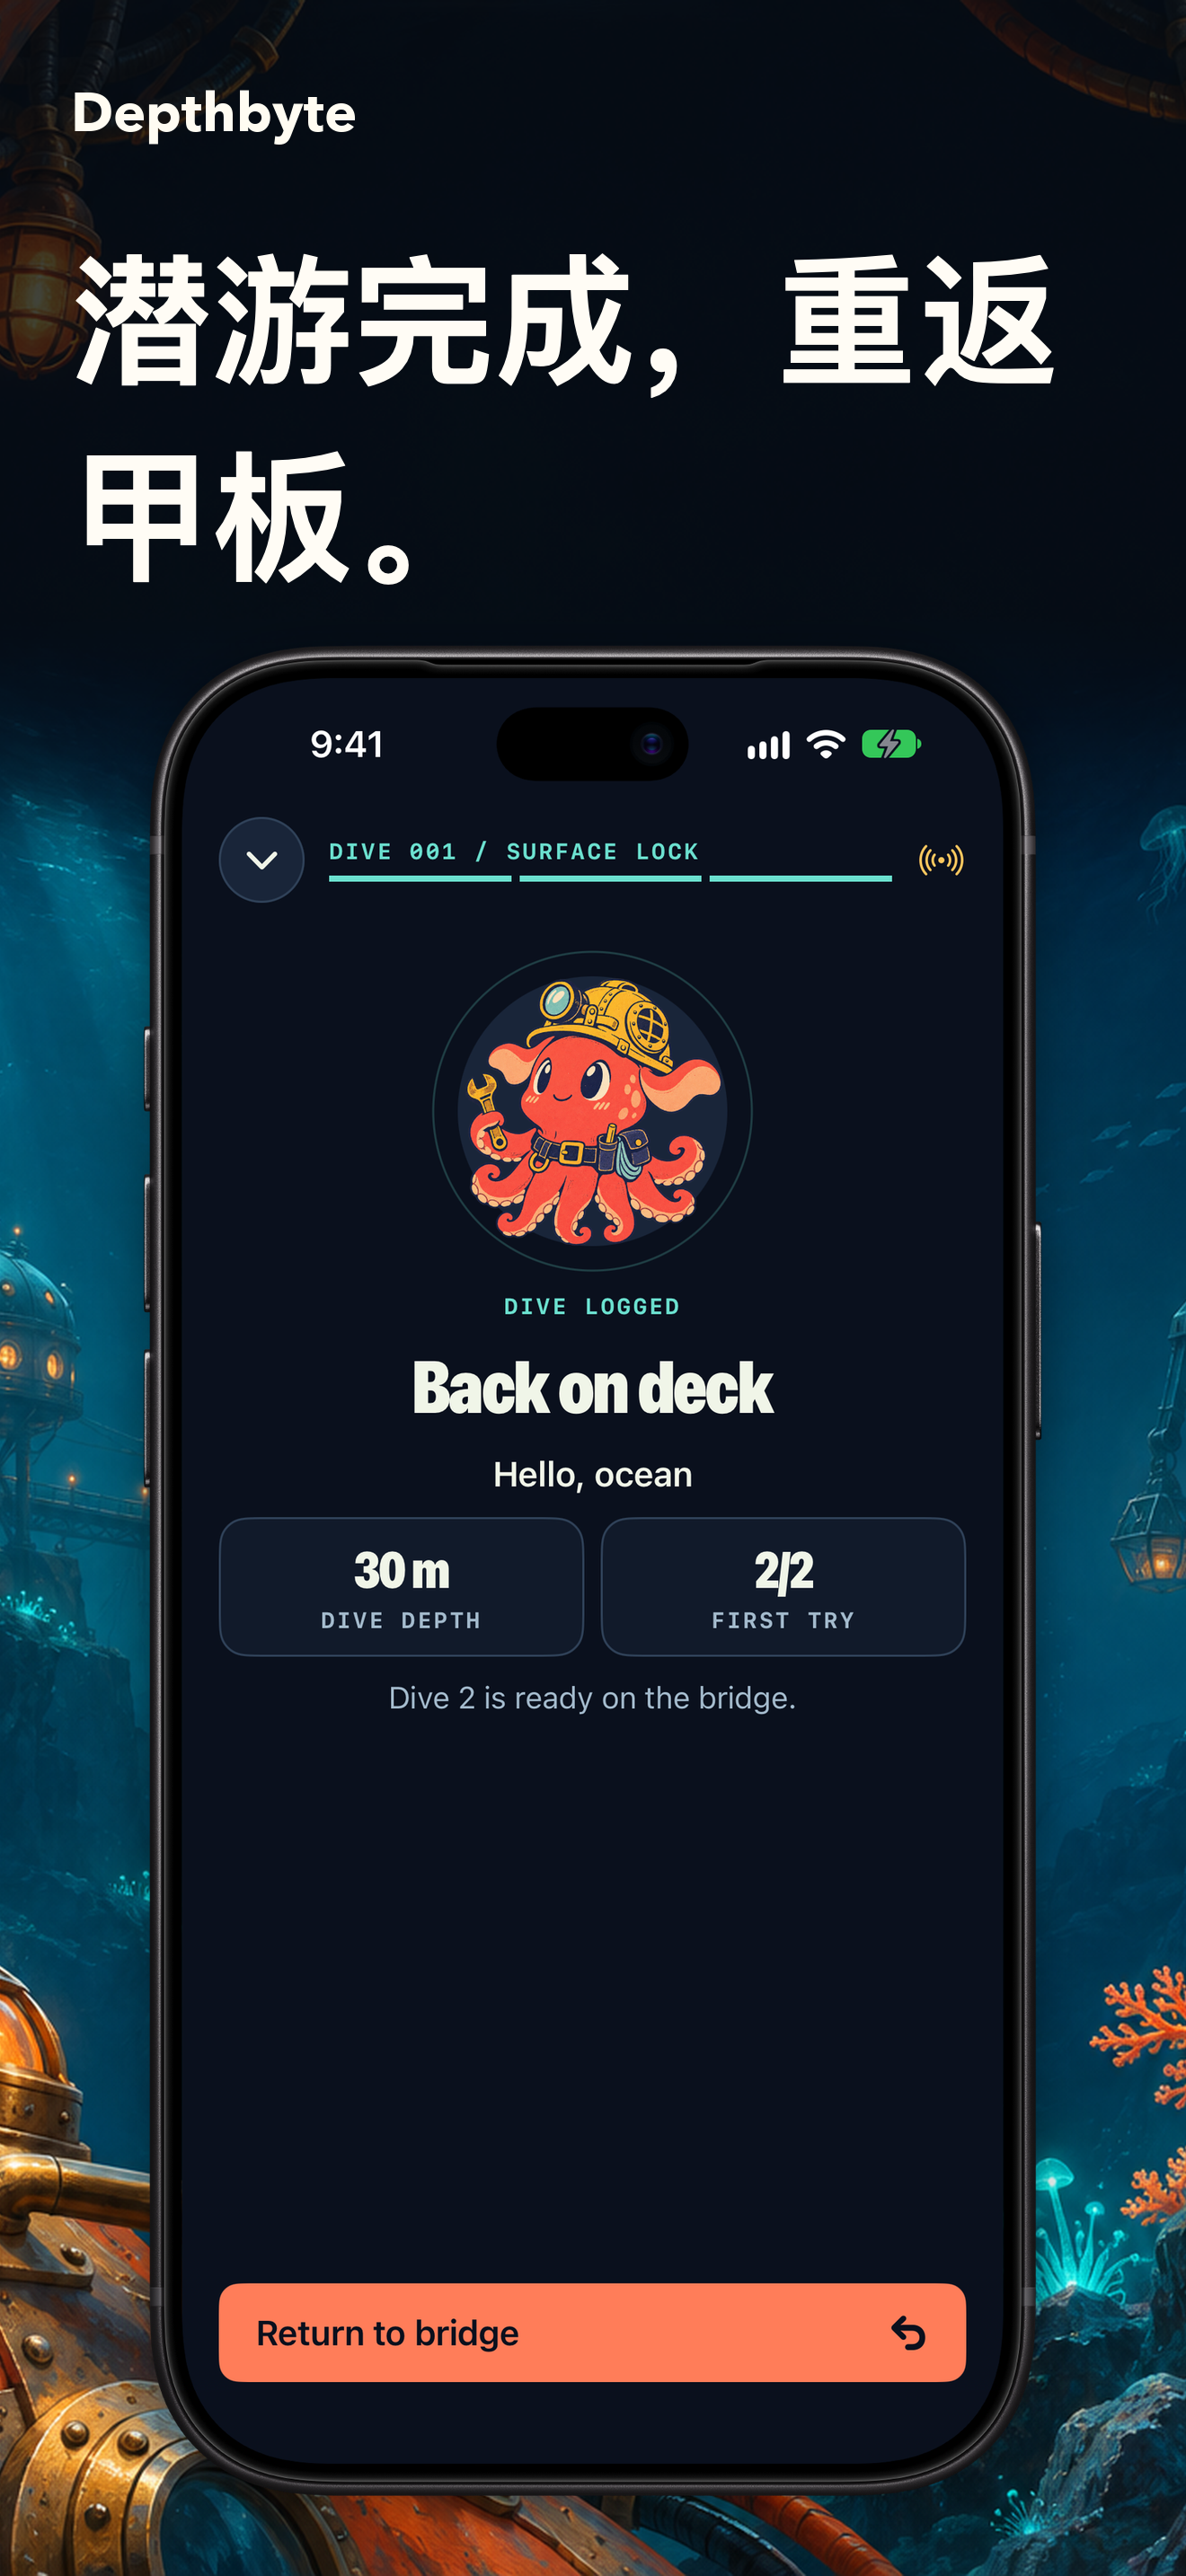 Depthbyte
潜游完成，重返
甲板。
9:41
DIVE 001 / SURFACE LOCK
DIVE LOGGED
Back on deck
Hello, ocean
30 m
DIVE DEPTH
2/2
FIRST TRY
Dive 2 is ready on the bridge.
Return to bridge